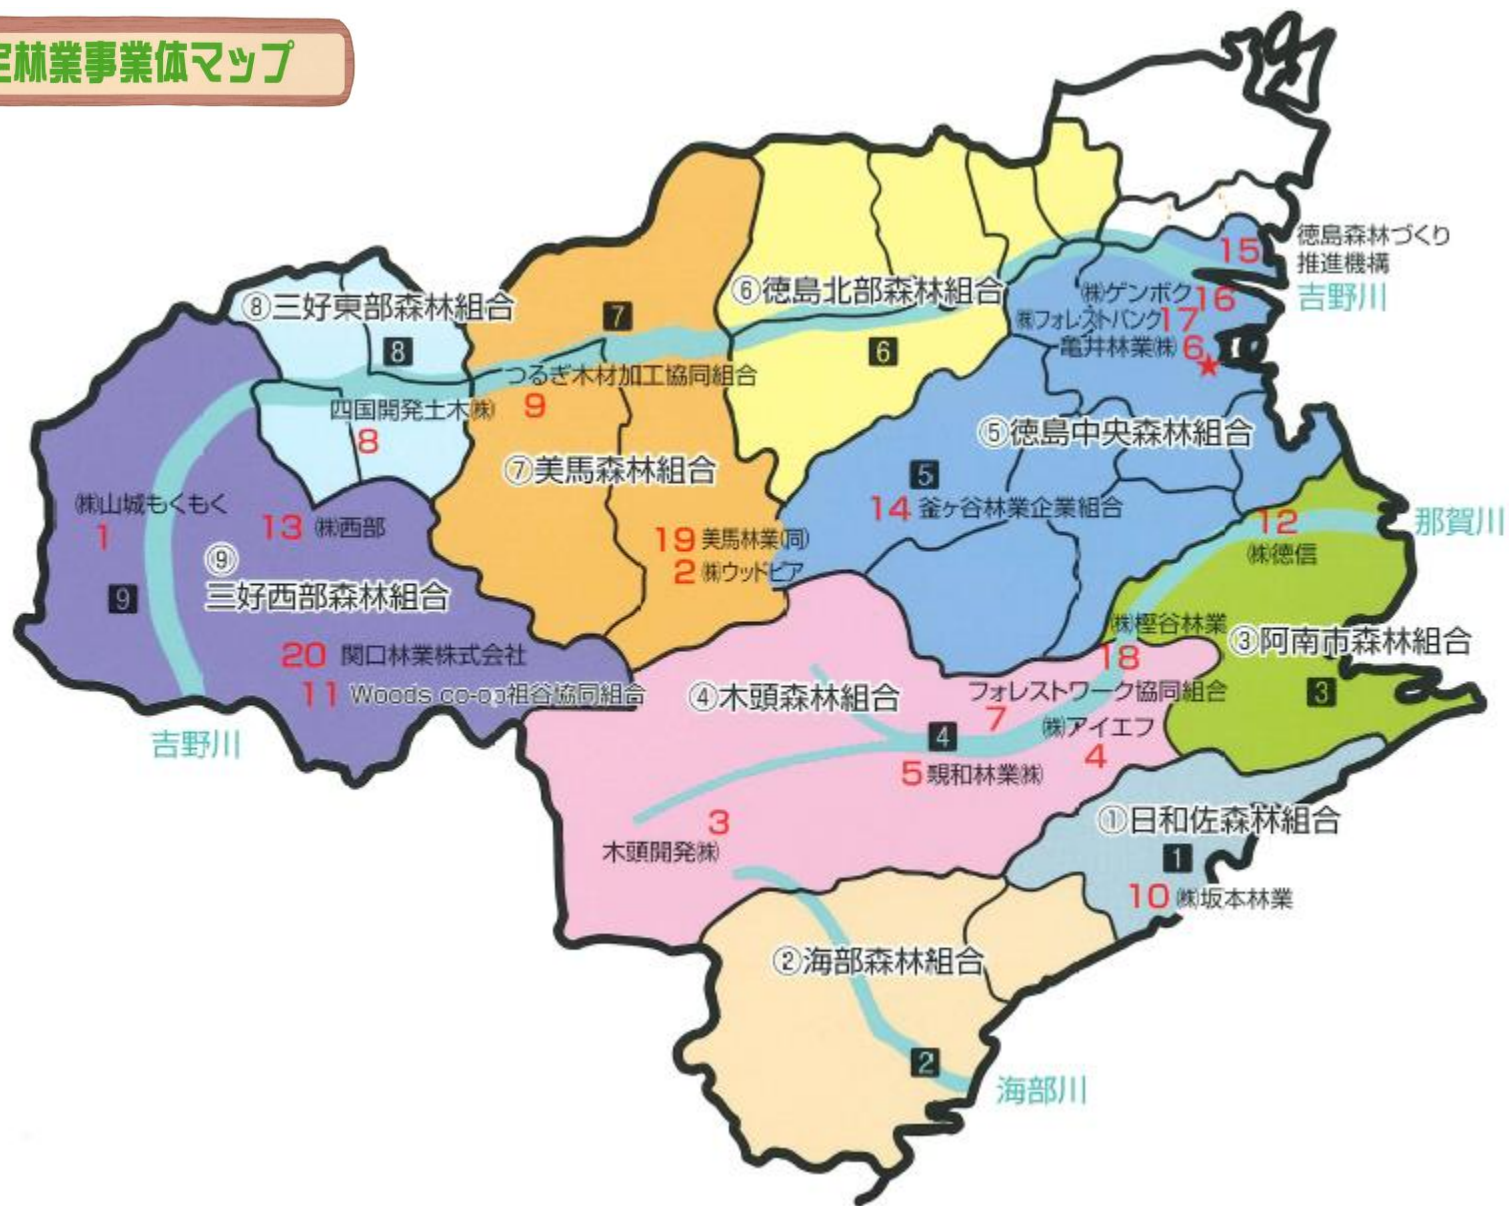 定林業事業体マップ
徳島森林づくり
推進機構
15
吉野川
㈱ゲンボク 16
㈱フォレストバンク 17
亀井林業㈱ 6
★
⑥徳島北部森林組合
6
⑧三好東部森林組合
8
四国開発土木㈱
8
7
つるぎ木材加工協同組合
9
⑦美馬森林組合
19 美馬林業(同)
2 ㈱ウッドピア
⑤徳島中央森林組合
5
14 釜ヶ谷林業企業組合
㈱山城もくもく
1
13 ㈱西部
⑨
三好西部森林組合
9
20 関口林業株式会社
11 Woods co-op祖谷協同組合
吉野川
12
㈱徳信
那賀川
㈱樫谷林業
18
③阿南市森林組合
3
④木頭森林組合
フォレストワーク協同組合
7
㈱アイエフ
4
4
5 親和林業㈱
3
木頭開発㈱
①日和佐森林組合
1
10 ㈱坂本林業
②海部森林組合
2
海部川